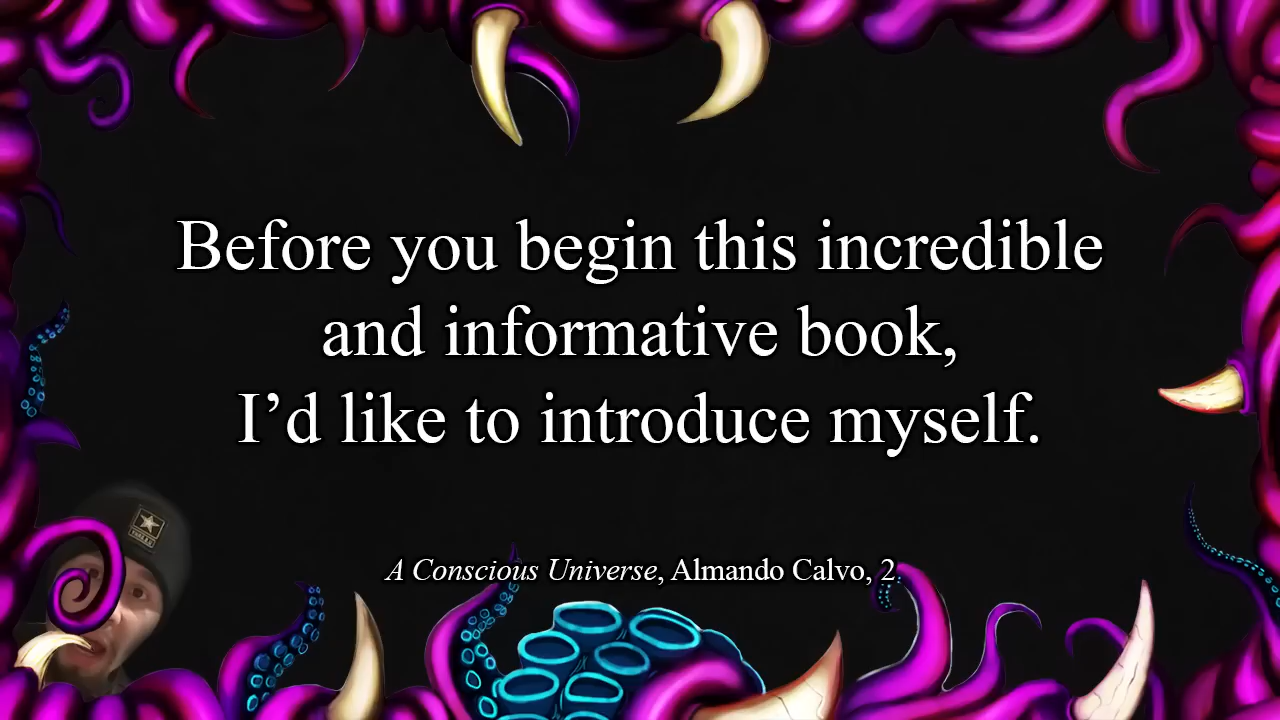 Before you begin this incredible
and informative book,
I’d like to introduce myself.
A Conscious Universe, Almando Calvo, 2